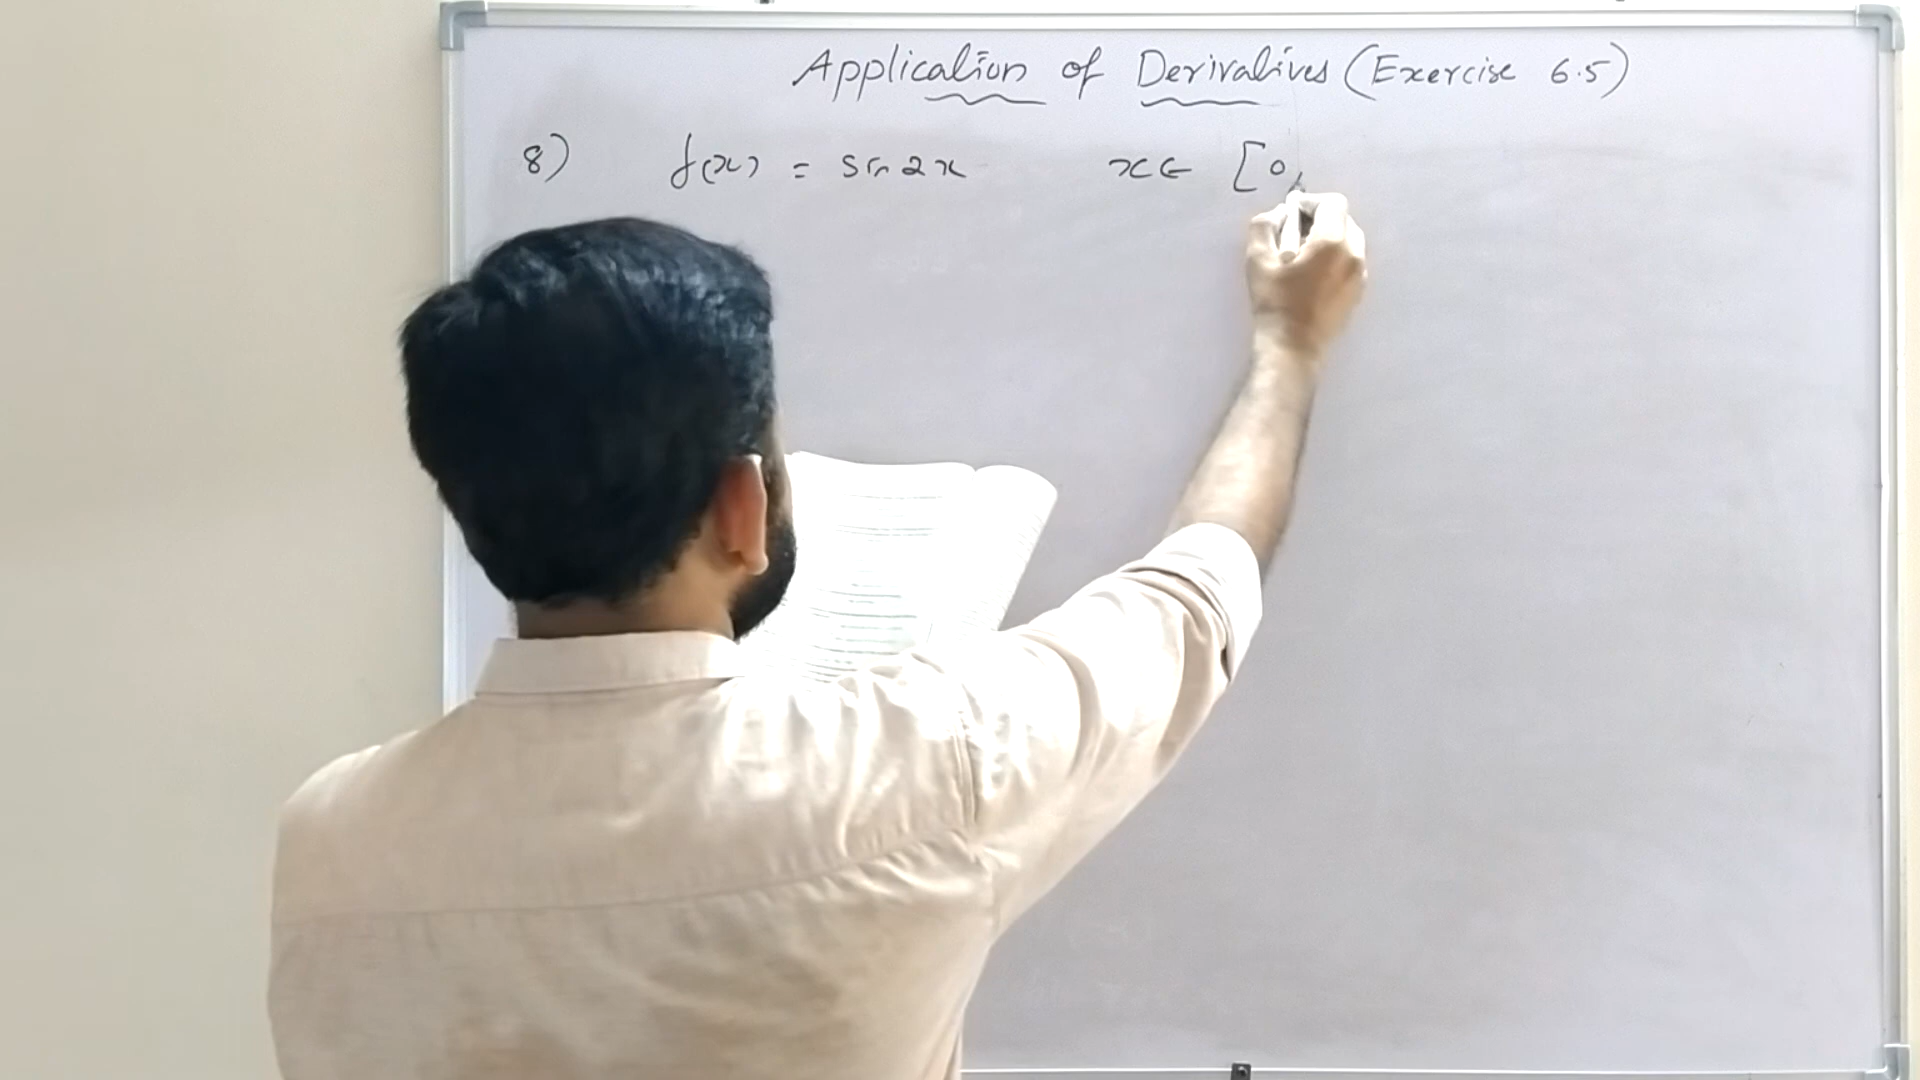 Application of Derivatives (Exercise 6.5)
8) f(x) = sin 2x x ∈ [0,